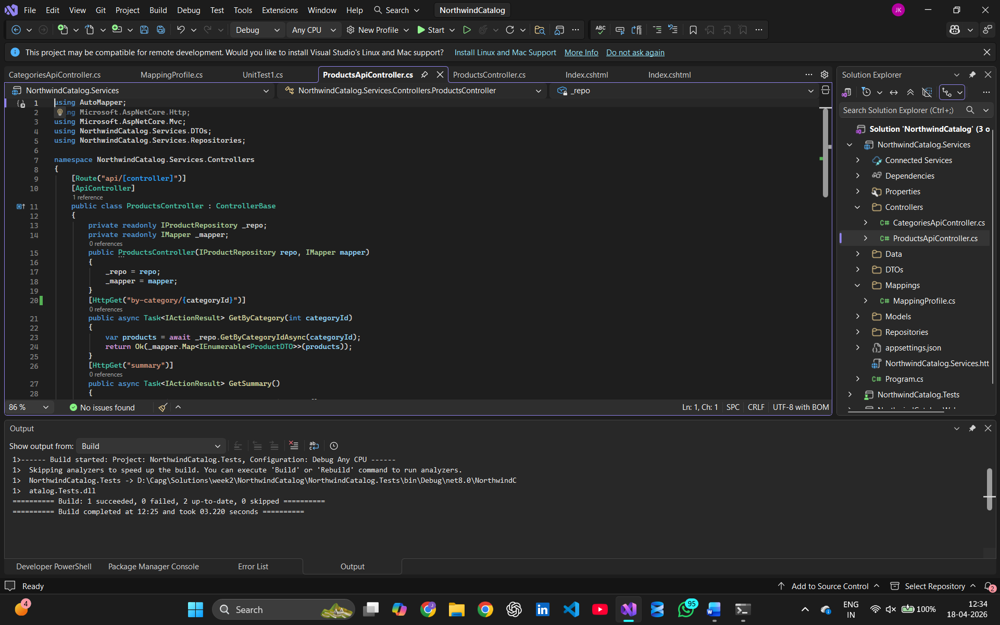 File Edit View Git Project Build Debug Test Tools Extensions Window Help Search NorthwindCatalog JK
Debug Any CPU New Profile Start
This project may be compatible for remote development. Would you like to install Visual Studio's Linux and Mac support? Install Linux and Mac Support More Info Do not ask again
CategoriesApiController.cs MappingProfile.cs UnitTest1.cs ProductsApiController.cs ProductsController.cs Index.cshtml Index.cshtml
NorthwindCatalog.Services NorthwindCatalog.Services.Controllers.ProductsController _repo
1 using AutoMapper;
2 ng Microsoft.AspNetCore.Http;
3 using Microsoft.AspNetCore.Mvc;
4 using NorthwindCatalog.Services.DTOs;
5 using NorthwindCatalog.Services.Repositories;
6
7 namespace NorthwindCatalog.Services.Controllers
8 {
9 [Route("api/[controller]")]
10 [ApiController]
1 reference
11 public class ProductsController : ControllerBase
12 {
13 private readonly IProductRepository _repo;
14 private readonly IMapper _mapper;
0 references
15 public ProductsController(IProductRepository repo, IMapper mapper)
16 {
17 _repo = repo;
18 _mapper = mapper;
19 }
20 [HttpGet("by-category/{categoryId}")]
0 references
21 public async Task<IActionResult> GetByCategory(int categoryId)
22 {
23 var products = await _repo.GetByCategoryIdAsync(categoryId);
24 return Ok(_mapper.Map<IEnumerable<ProductDTO>>(products));
25 }
26 [HttpGet("summary")]
0 references
27 public async Task<IActionResult> GetSummary()
28 {
86 % No issues found Ln: 1, Ch: 1 SPC CRLF UTF-8 with BOM
Solution Explorer
Search Solution Explorer (Ctrl+;)
Solution 'NorthwindCatalog' (3 o
NorthwindCatalog.Services
Connected Services
Dependencies
Properties
Controllers
C# CategoriesApiController.cs
C# ProductsApiController.cs
Data
DTOs
Mappings
C# MappingProfile.cs
Models
Repositories
appsettings.json
NorthwindCatalog.Services.htt
C# Program.cs
NorthwindCatalog.Tests
Output
Show output from: Build
1>------ Build started: Project: NorthwindCatalog.Tests, Configuration: Debug Any CPU ------
1> Skipping analyzers to speed up the build. You can execute 'Build' or 'Rebuild' command to run analyzers.
1> NorthwindCatalog.Tests -> D:\Capg\Solutions\week2\NorthwindCatalog\NorthwindCatalog.Tests\bin\Debug\net8.0\NorthwindC
1> atalog.Tests.dll
========== Build: 1 succeeded, 0 failed, 2 up-to-date, 0 skipped ==========
========== Build completed at 12:25 and took 03.220 seconds ==========
Developer PowerShell Package Manager Console Error List Output
Ready Add to Source Control Select Repository 2
4 Search 95 ENG IN 100% 12:34 18-04-2026